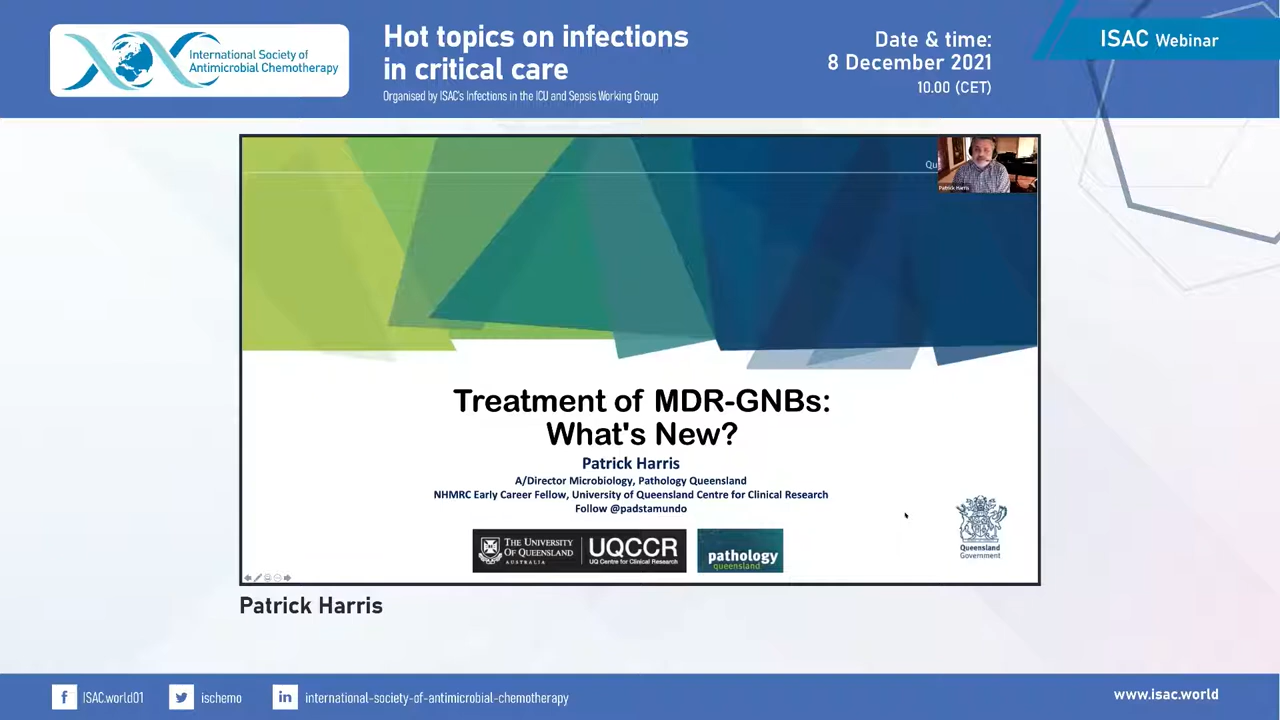 International Society of
Antimicrobial Chemotherapy
Hot topics on infections
in critical care
Organised by ISAC's Infections in the ICU and Sepsis Working Group
Date & time:
8 December 2021
10.00 (CET)
ISAC Webinar
Patrick Harris
Treatment of MDR-GNBs:
What's New?
Patrick Harris
A/Director Microbiology, Pathology Queensland
NHMRC Early Career Fellow, University of Queensland Centre for Clinical Research
Follow @padstamundo
THE UNIVERSITY
OF QUEENSLAND
AUSTRALIA
UQCCR
UQ Centre for Clinical Research
pathology
queensland
Queensland
Government
Patrick Harris
ISAC.world01
ischemo
international-society-of-antimicrobial-chemotherapy
www.isac.world